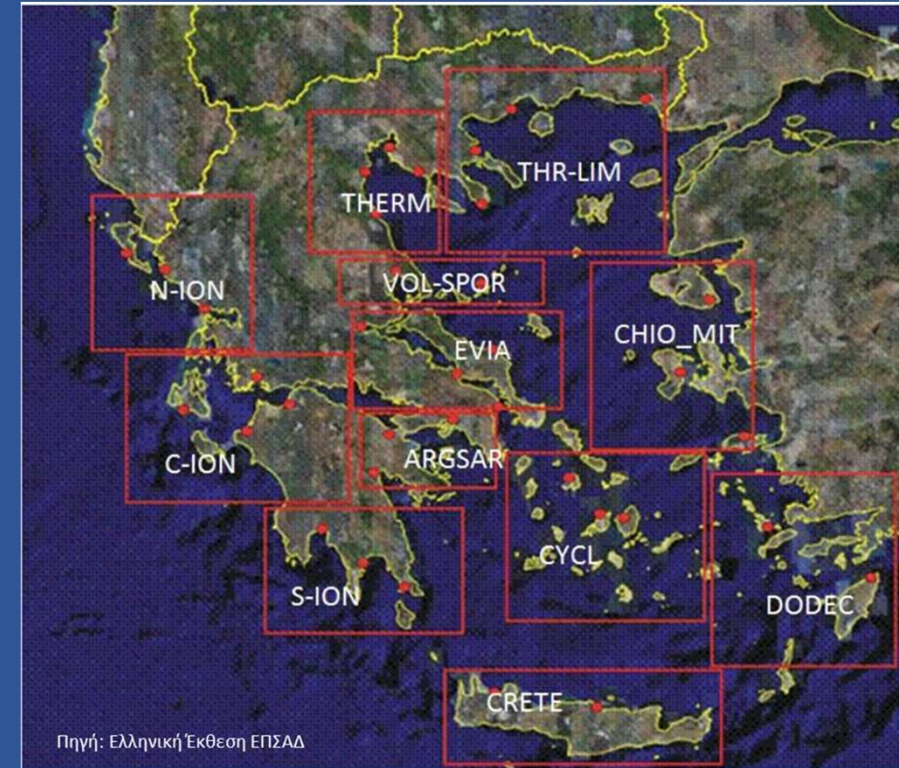 THR-LIM
THERM
VOL-SPOR
N-ION
CHIO_MIT
EVIA
C-ION
ARGSAR
CYCL
S-ION
DODEC
CRETE
Πηγή: Ελληνική Έκθεση ΕΠΣΑΔ